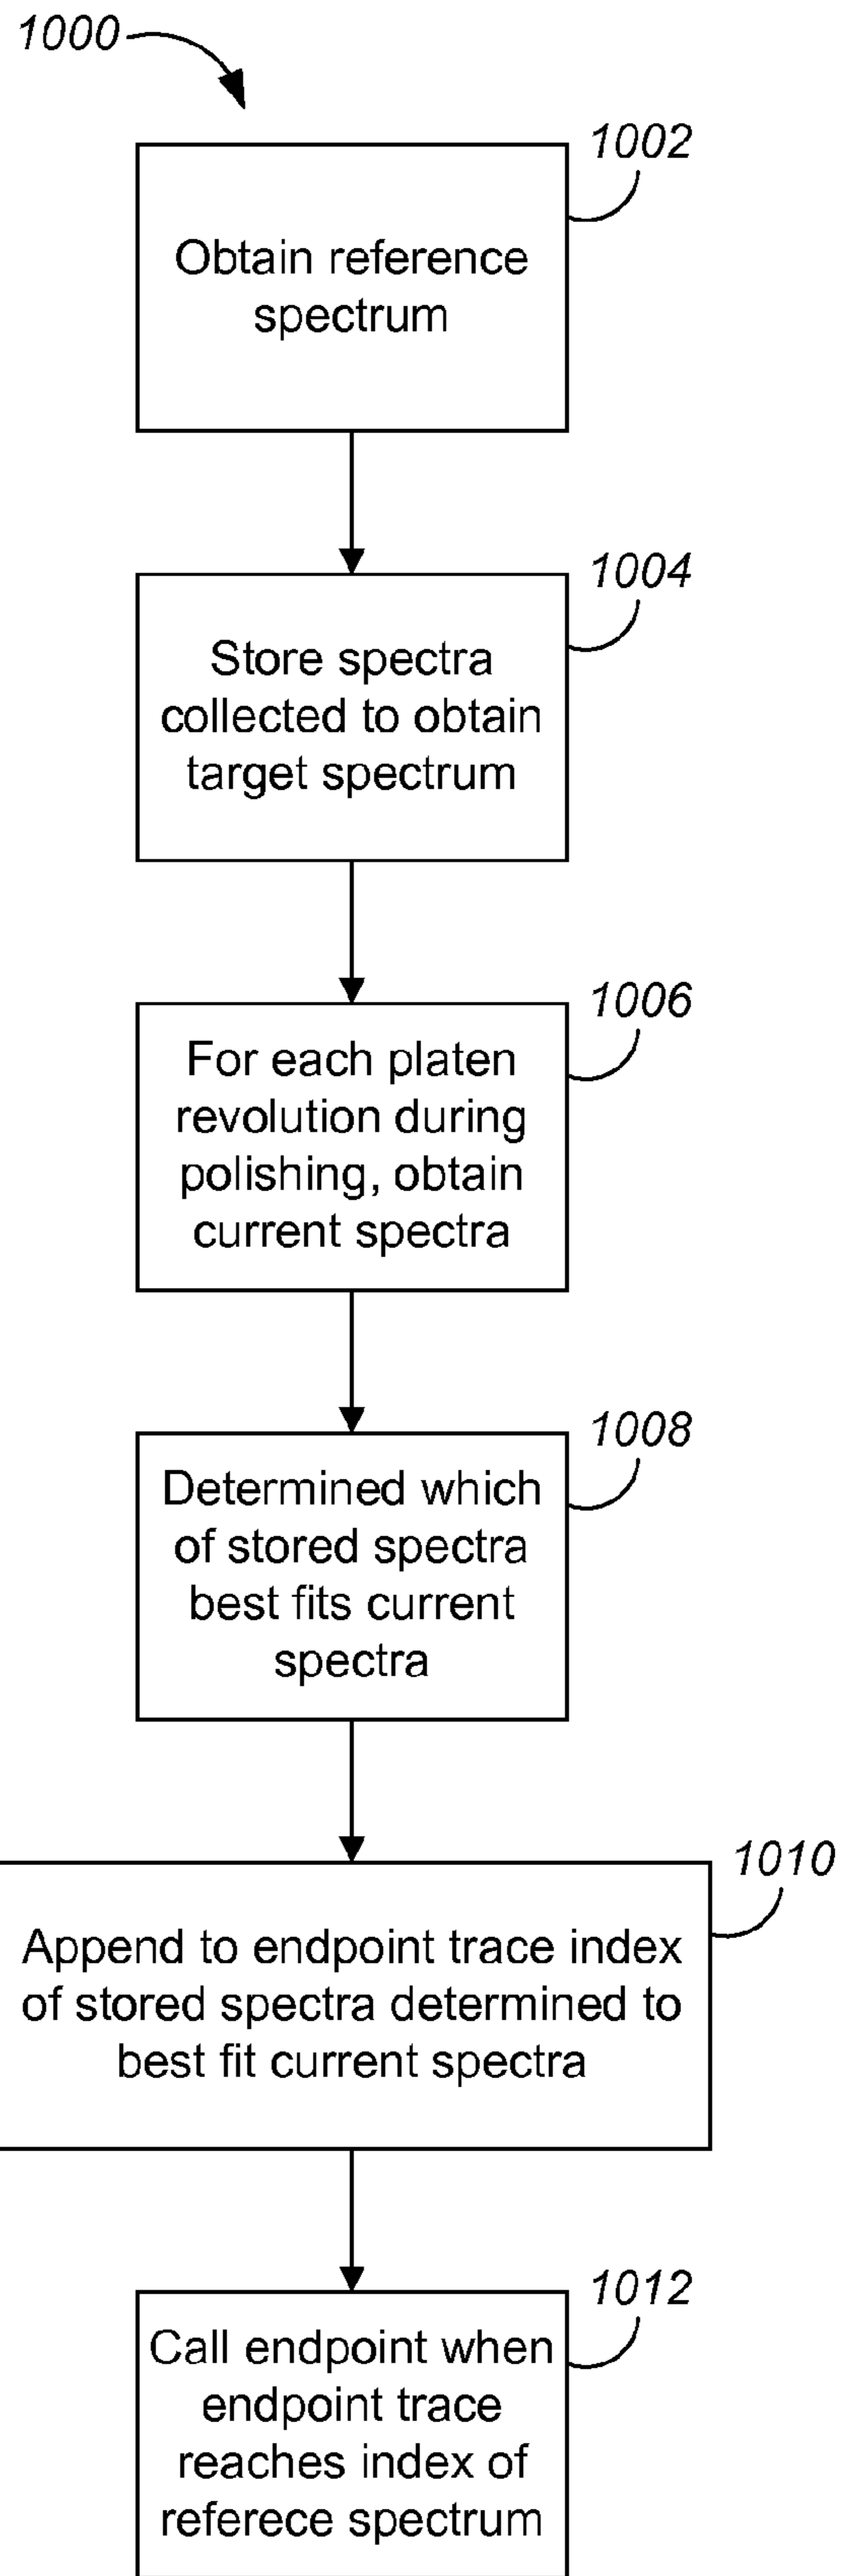 1000
1002
Obtain reference
spectrum
1004
Store spectra
collected to obtain
target spectrum
1006
For each platen
revolution during
polishing, obtain
current spectra
1008
Determined which
of stored spectra
best fits current
spectra
1010
Append to endpoint trace index
of stored spectra determined to
best fit current spectra
1012
Call endpoint when
endpoint trace
reaches index of
referece spectrum